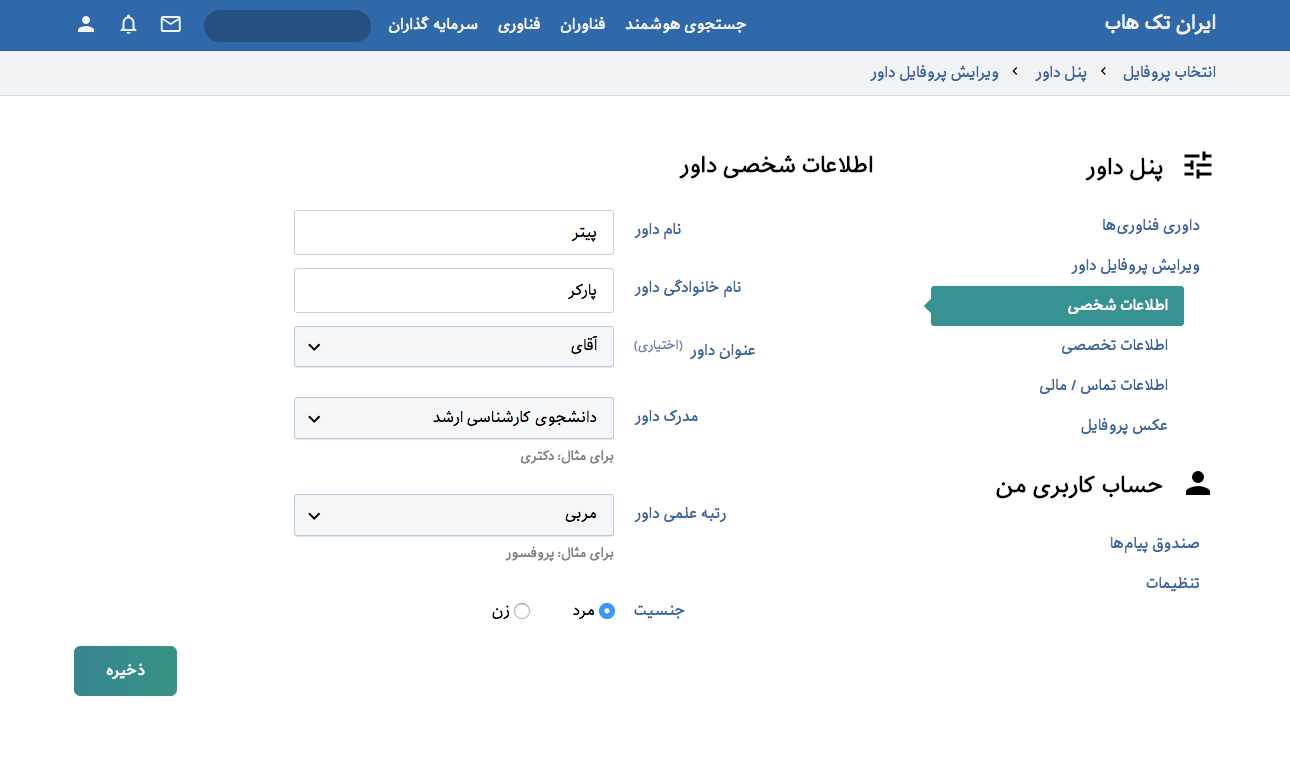 ایران تک هاب
جستجوی هوشمند
فناوران
فناوری
سرمایه گذاران
انتخاب پروفایل
پنل داور
ویرایش پروفایل داور
پنل داور
داوری فناوری‌ها
ویرایش پروفایل داور
اطلاعات شخصی
اطلاعات تخصصی
اطلاعات تماس / مالی
عکس پروفایل
حساب کاربری من
صندوق پیام‌ها
تنظیمات
اطلاعات شخصی داور
نام داور
پیتر
نام خانوادگی داور
پارکر
عنوان داور (اختیاری)
آقای
مدرک داور
دانشجوی کارشناسی ارشد
برای مثال: دکتری
رتبه علمی داور
مربی
برای مثال: پروفسور
جنسیت
مرد
زن
ذخیره